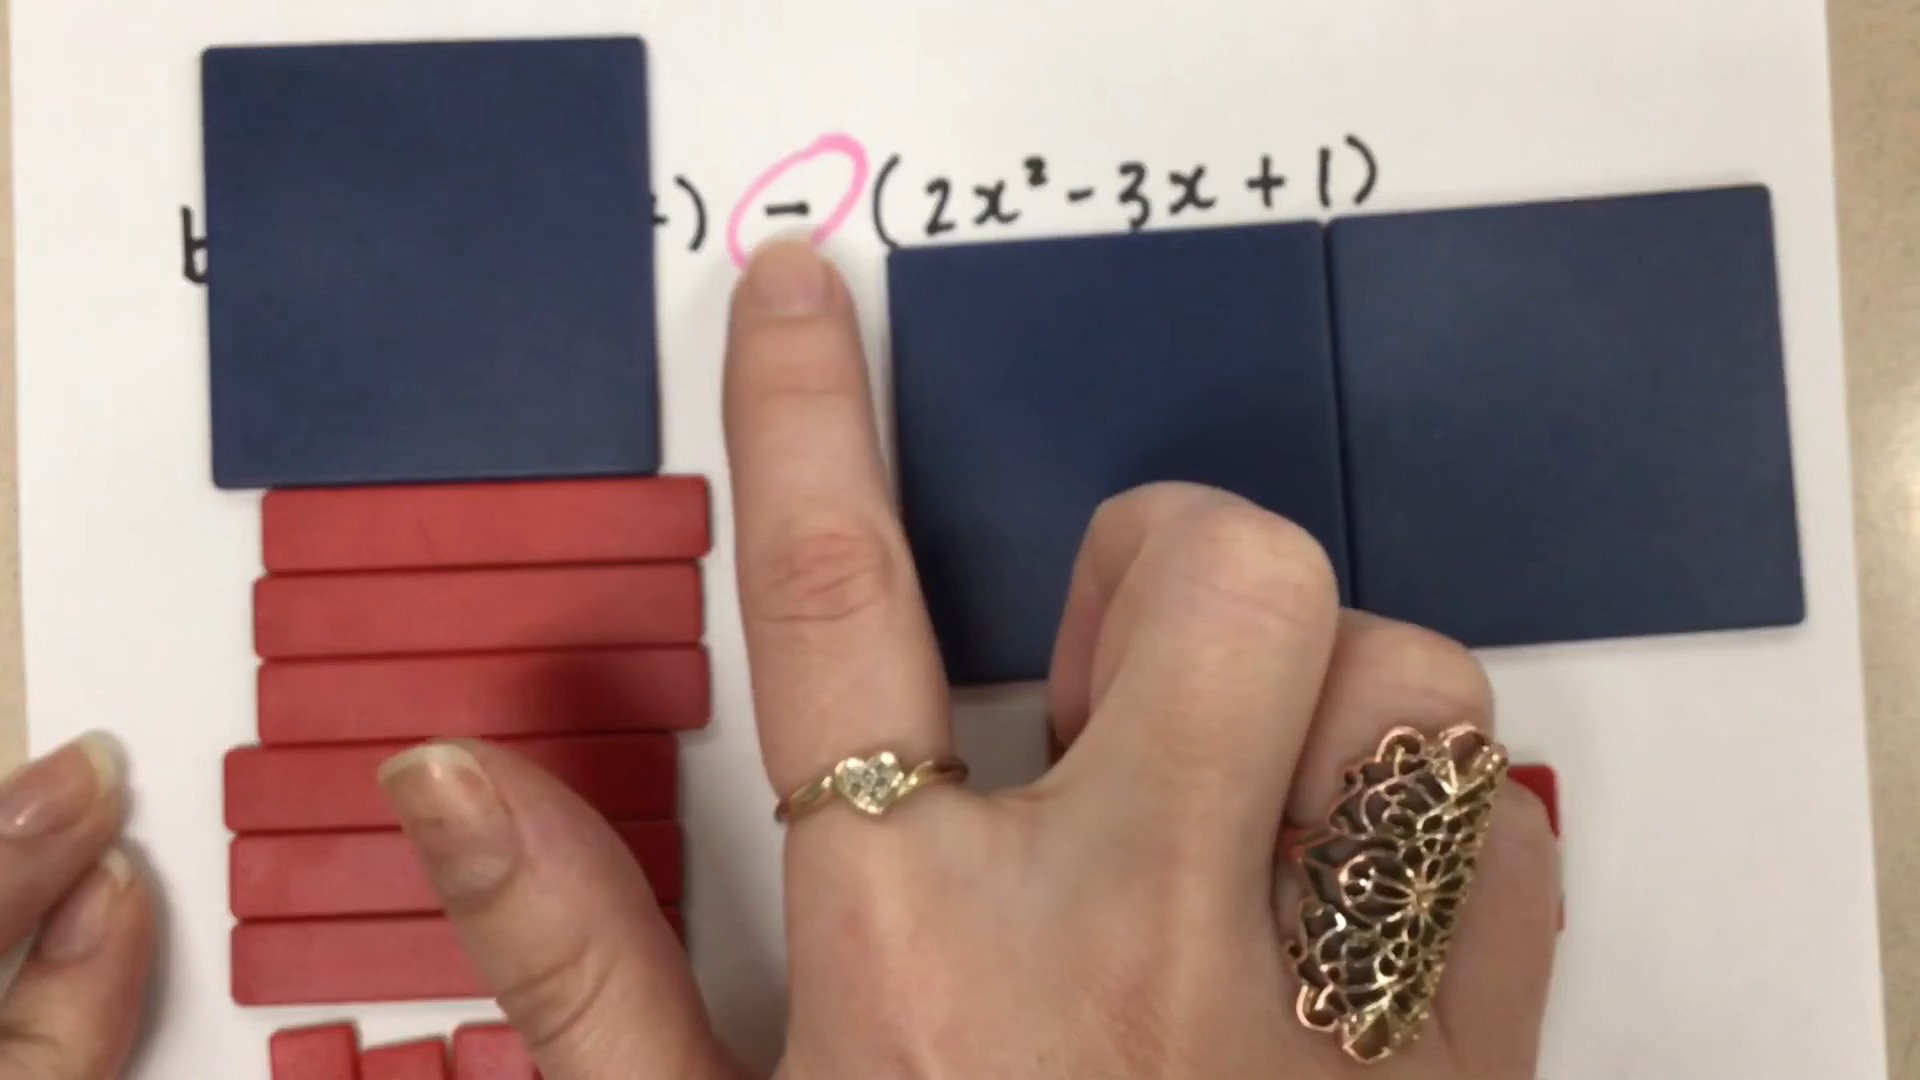 ) - (2x² - 3x + 1)